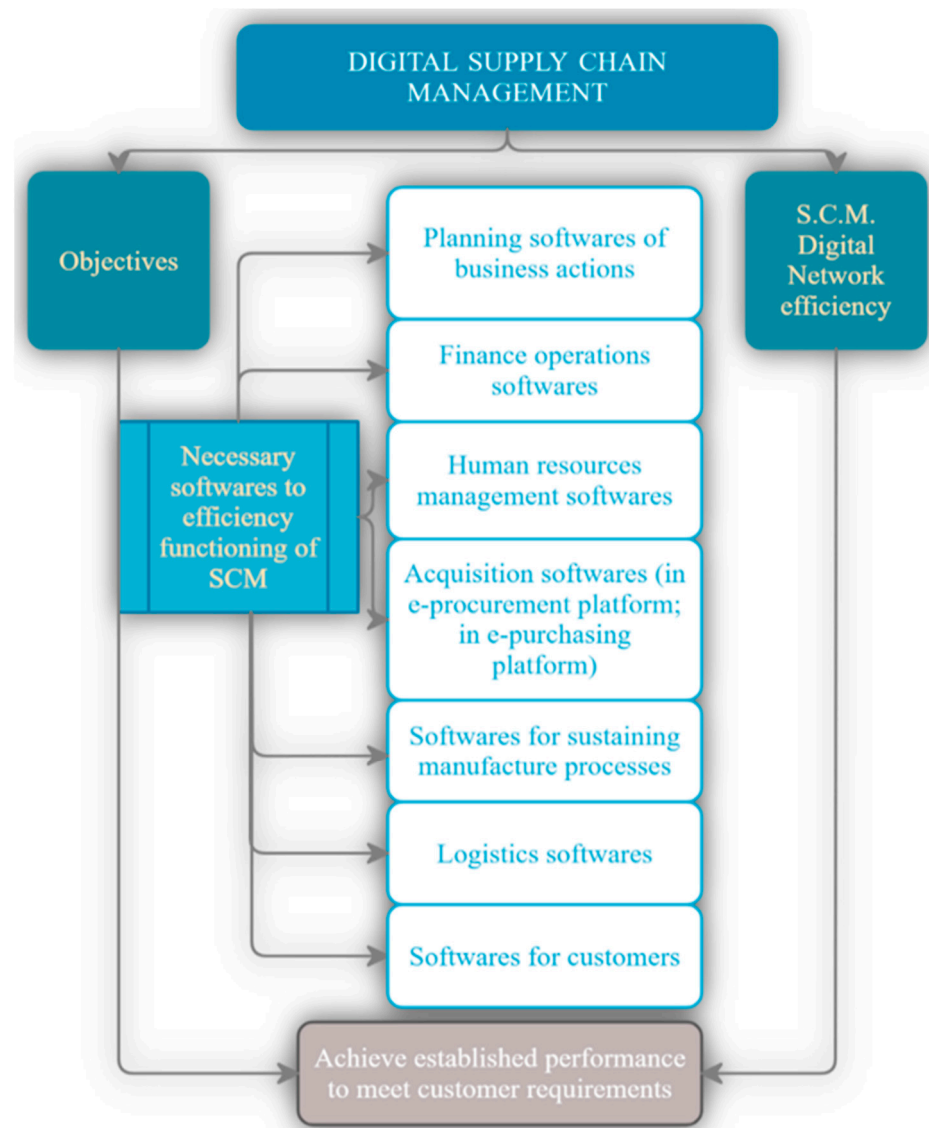 DIGITAL SUPPLY CHAIN
MANAGEMENT
Objectives
S.C.M.
Digital
Network
efficiency
Necessary
softwares to
efficiency
functioning of
SCM
Planning softwares of
business actions
Finance operations
softwares
Human resources
management softwares
Acquisition softwares (in
e-procurement platform;
in e-purchasing
platform)
Softwares for sustaining
manufacture processes
Logistics softwares
Softwares for customers
Achieve established performance
to meet customer requirements